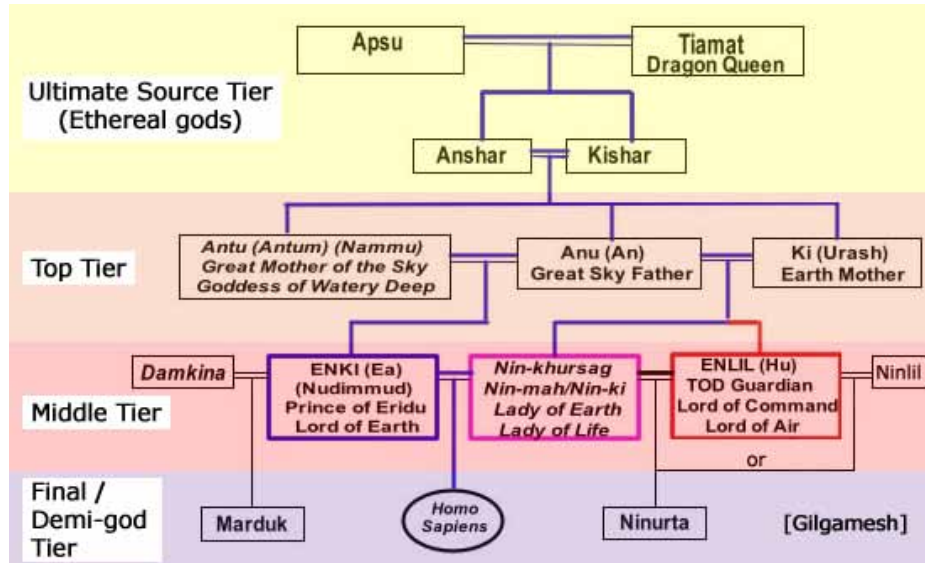 Apsu
Tiamat
Dragon Queen
Ultimate Source Tier
(Ethereal gods)
Anshar
Kishar
Top Tier
Antu (Antum) (Nammu)
Great Mother of the Sky
Goddess of Watery Deep
Anu (An)
Great Sky Father
Ki (Urash)
Earth Mother
Middle Tier
Damkina
ENKI (Ea)
(Nudimmud)
Prince of Eridu
Lord of Earth
Nin-khursag
Nin-mah/Nin-ki
Lady of Earth
Lady of Life
ENLIL (Hu)
TOD Guardian
Lord of Command
Lord of Air
Ninlil
or
Final /
Demi-god
Tier
Marduk
Homo
Sapiens
Ninurta
[Gilgamesh]